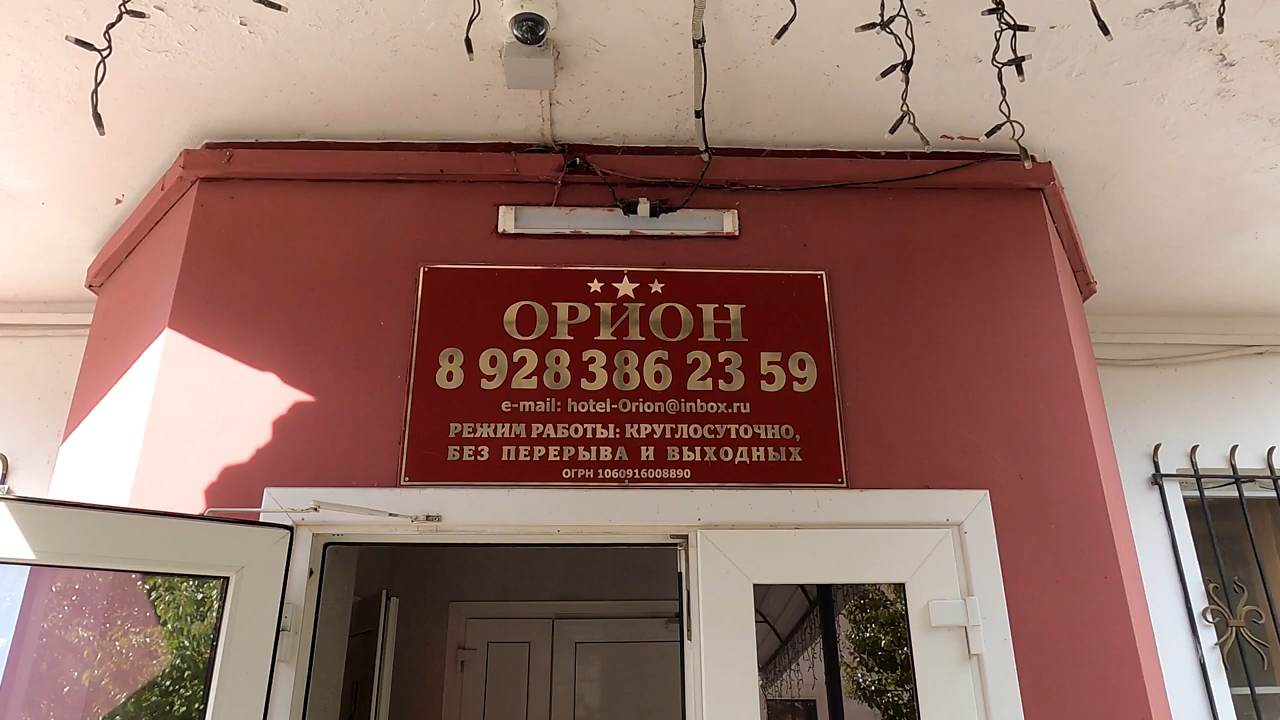 ОРИОН
8 928 386 23 59
e-mail: hotel-Orion@inbox.ru
РЕЖИМ РАБОТЫ: КРУГЛОСУТОЧНО,
БЕЗ ПЕРЕРЫВА И ВЫХОДНЫХ
ОГРН 1060916008890